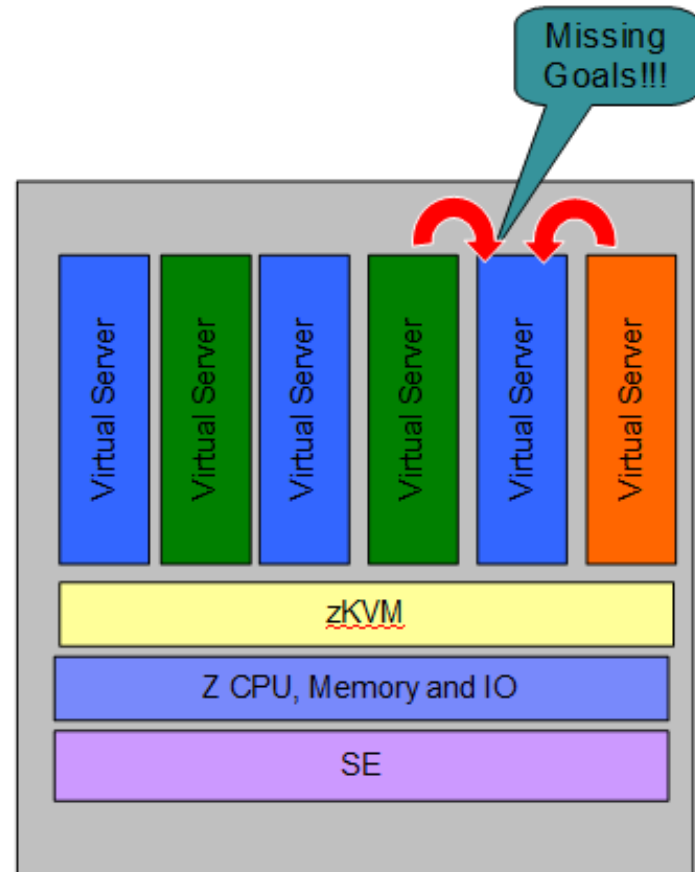 Missing
Goals!!!
Virtual Server
Virtual Server
Virtual Server
Virtual Server
Virtual Server
Virtual Server
zKVM
Z CPU, Memory and IO
SE